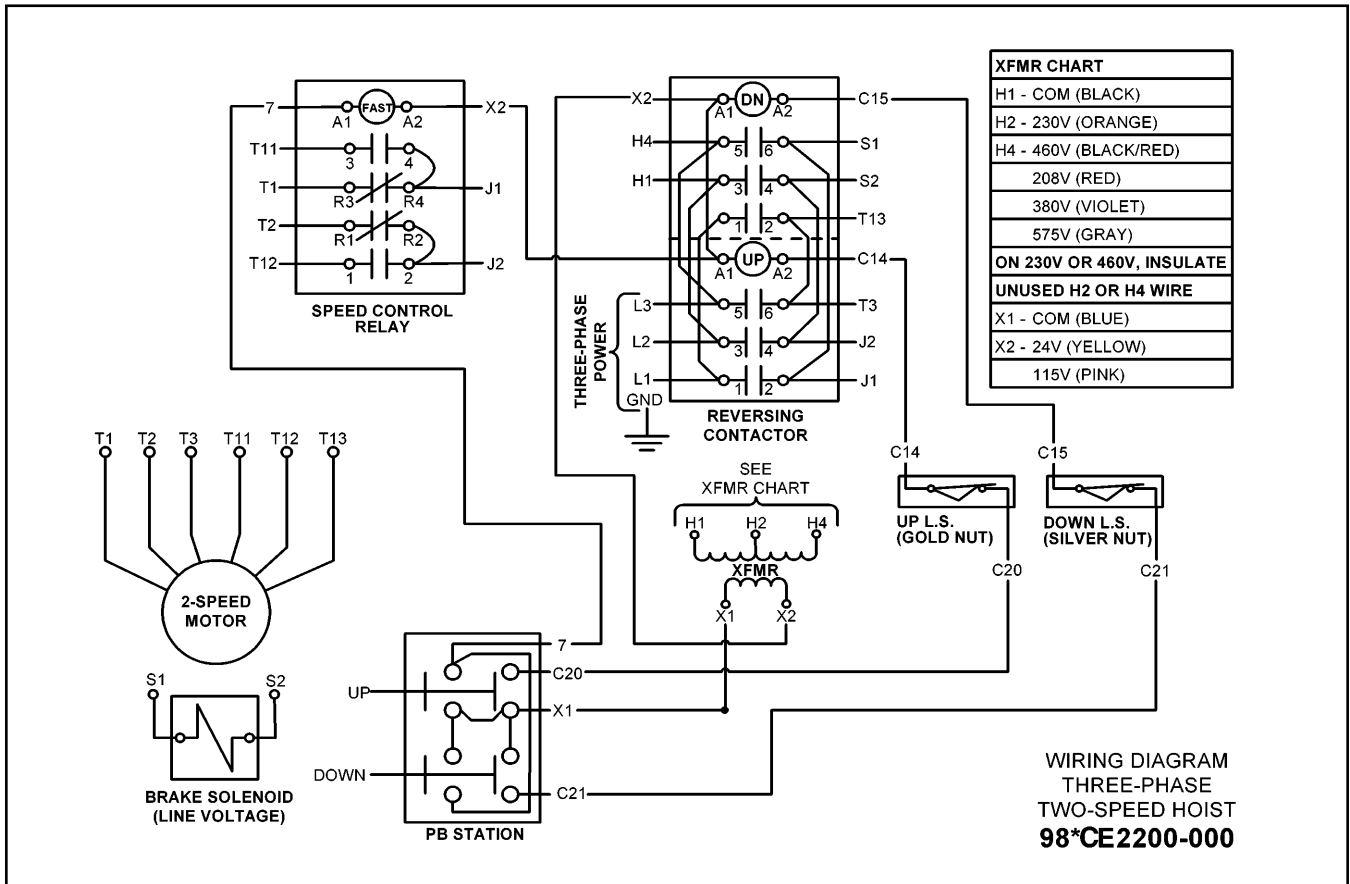 7
FAST
A1
A2
X2
T11
3
4
T1
R3
R4
J1
T2
R1
R2
T12
1
2
J2
SPEED CONTROL
RELAY
X2
DN
A1
A2
C15
H4
5
6
S1
H1
3
4
S2
1
2
T13
UP
A1
A2
C14
L3
5
6
T3
L2
3
4
J2
L1
1
2
J1
GND
THREE-PHASE
POWER
REVERSING
CONTACTOR
XFMR CHART
H1 - COM (BLACK)
H2 - 230V (ORANGE)
H4 - 460V (BLACK/RED)
208V (RED)
380V (VIOLET)
575V (GRAY)
ON 230V OR 460V, INSULATE
UNUSED H2 OR H4 WIRE
X1 - COM (BLUE)
X2 - 24V (YELLOW)
115V (PINK)
T1 T2 T3 T11 T12 T13
2-SPEED
MOTOR
SEE
XFMR CHART
H1 H2 H4
XFMR
X1 X2
C14
UP L.S.
(GOLD NUT)
C20
C15
DOWN L.S.
(SILVER NUT)
C21
S1 S2
BRAKE SOLENOID
(LINE VOLTAGE)
7
C20
UP
X1
DOWN
C21
PB STATION
WIRING DIAGRAM
THREE-PHASE
TWO-SPEED HOIST
98*CE2200-000